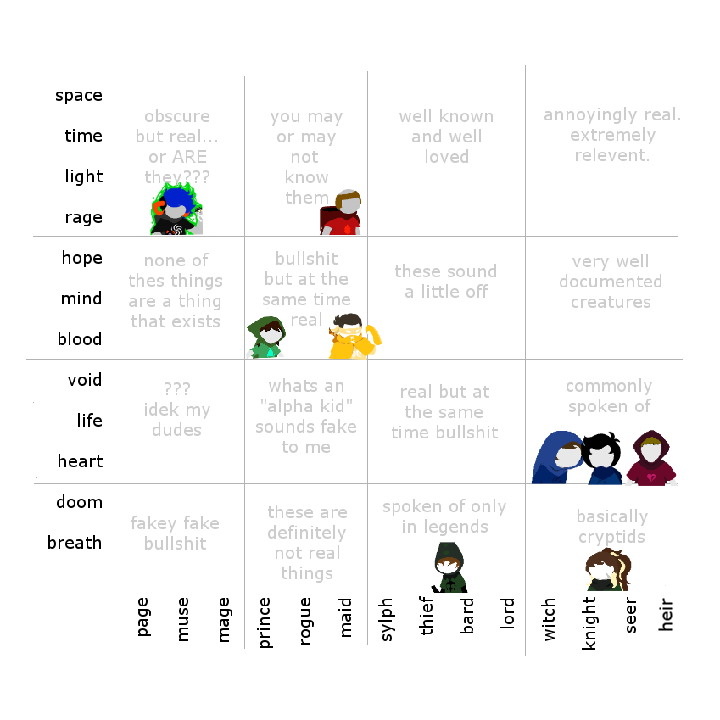 space
time
light
rage
hope
mind
blood
void
life
heart
doom
breath
obscure
but real...
or ARE
they???
you may
or may
not
know
them
well known
and well
loved
annoyingly real.
extremely
relevent.
none of
thes things
are a thing
that exists
bullshit
but at the
same time
real
these sound
a little off
very well
documented
creatures
???
idek my
dudes
whats an
"alpha kid"
sounds fake
to me
real but at
the same
time bullshit
commonly
spoken of
fakey fake
bullshit
these are
definitely
not real
things
spoken of only
in legends
basically
cryptids
page
muse
mage
prince
rogue
maid
sylph
thief
bard
lord
witch
knight
seer
heir